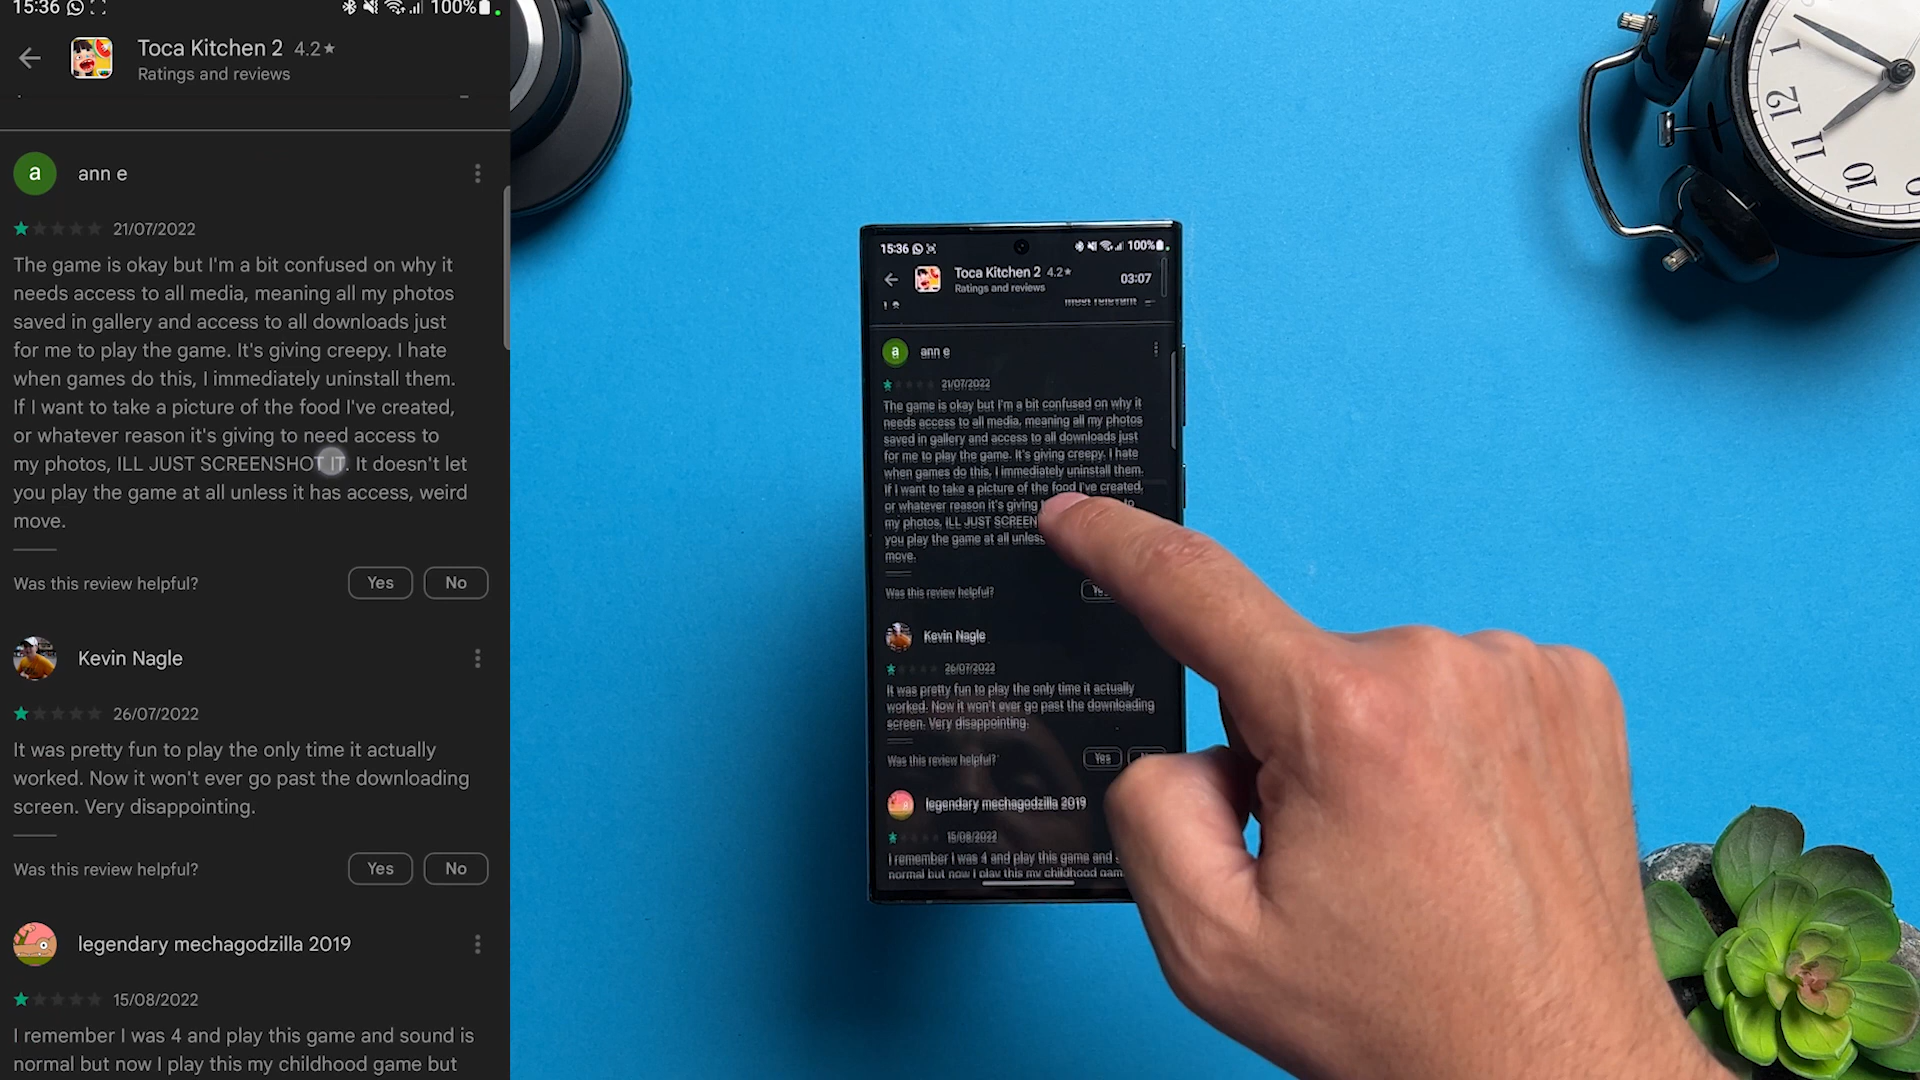 15:36
100%
Toca Kitchen 2 4.2★
Ratings and reviews
a ann e
21/07/2022
The game is okay but I'm a bit confused on why it
needs access to all media, meaning all my photos
saved in gallery and access to all downloads just
for me to play the game. It's giving creepy. I hate
when games do this, I immediately uninstall them.
If I want to take a picture of the food I've created,
or whatever reason it's giving to need access to
my photos, ILL JUST SCREENSHOT IT. It doesn't let
you play the game at all unless it has access, weird
move.
Was this review helpful? Yes No
Kevin Nagle
26/07/2022
It was pretty fun to play the only time it actually
worked. Now it won't ever go past the downloading
screen. Very disappointing.
Was this review helpful? Yes No
legendary mechagodzilla 2019
15/08/2022
I remember I was 4 and play this game and sound is
normal but now I play this my childhood game but
15:36 100%
Toca Kitchen 2 4.2★
Ratings and reviews
03:07
Most relevant
a ann e
21/07/2022
The game is okay but I'm a bit confused on why it
needs access to all media, meaning all my photos
saved in gallery and access to all downloads just
for me to play the game. It's giving creepy. I hate
when games do this, I immediately uninstall them.
If I want to take a picture of the food I've created,
or whatever reason it's giving
my photos, ILL JUST SCREEN
you play the game at all unless
move.
Was this review helpful?
Kevin Nagle
26/07/2022
It was pretty fun to play the only time it actually
worked. Now it won't ever go past the downloading
screen. Very disappointing.
Was this review helpful? Yes
legendary mechagodzilla 2019
15/08/2022
I remember I was 4 and play this game and
normal but now I play this my childhood gam
1
12
11
10